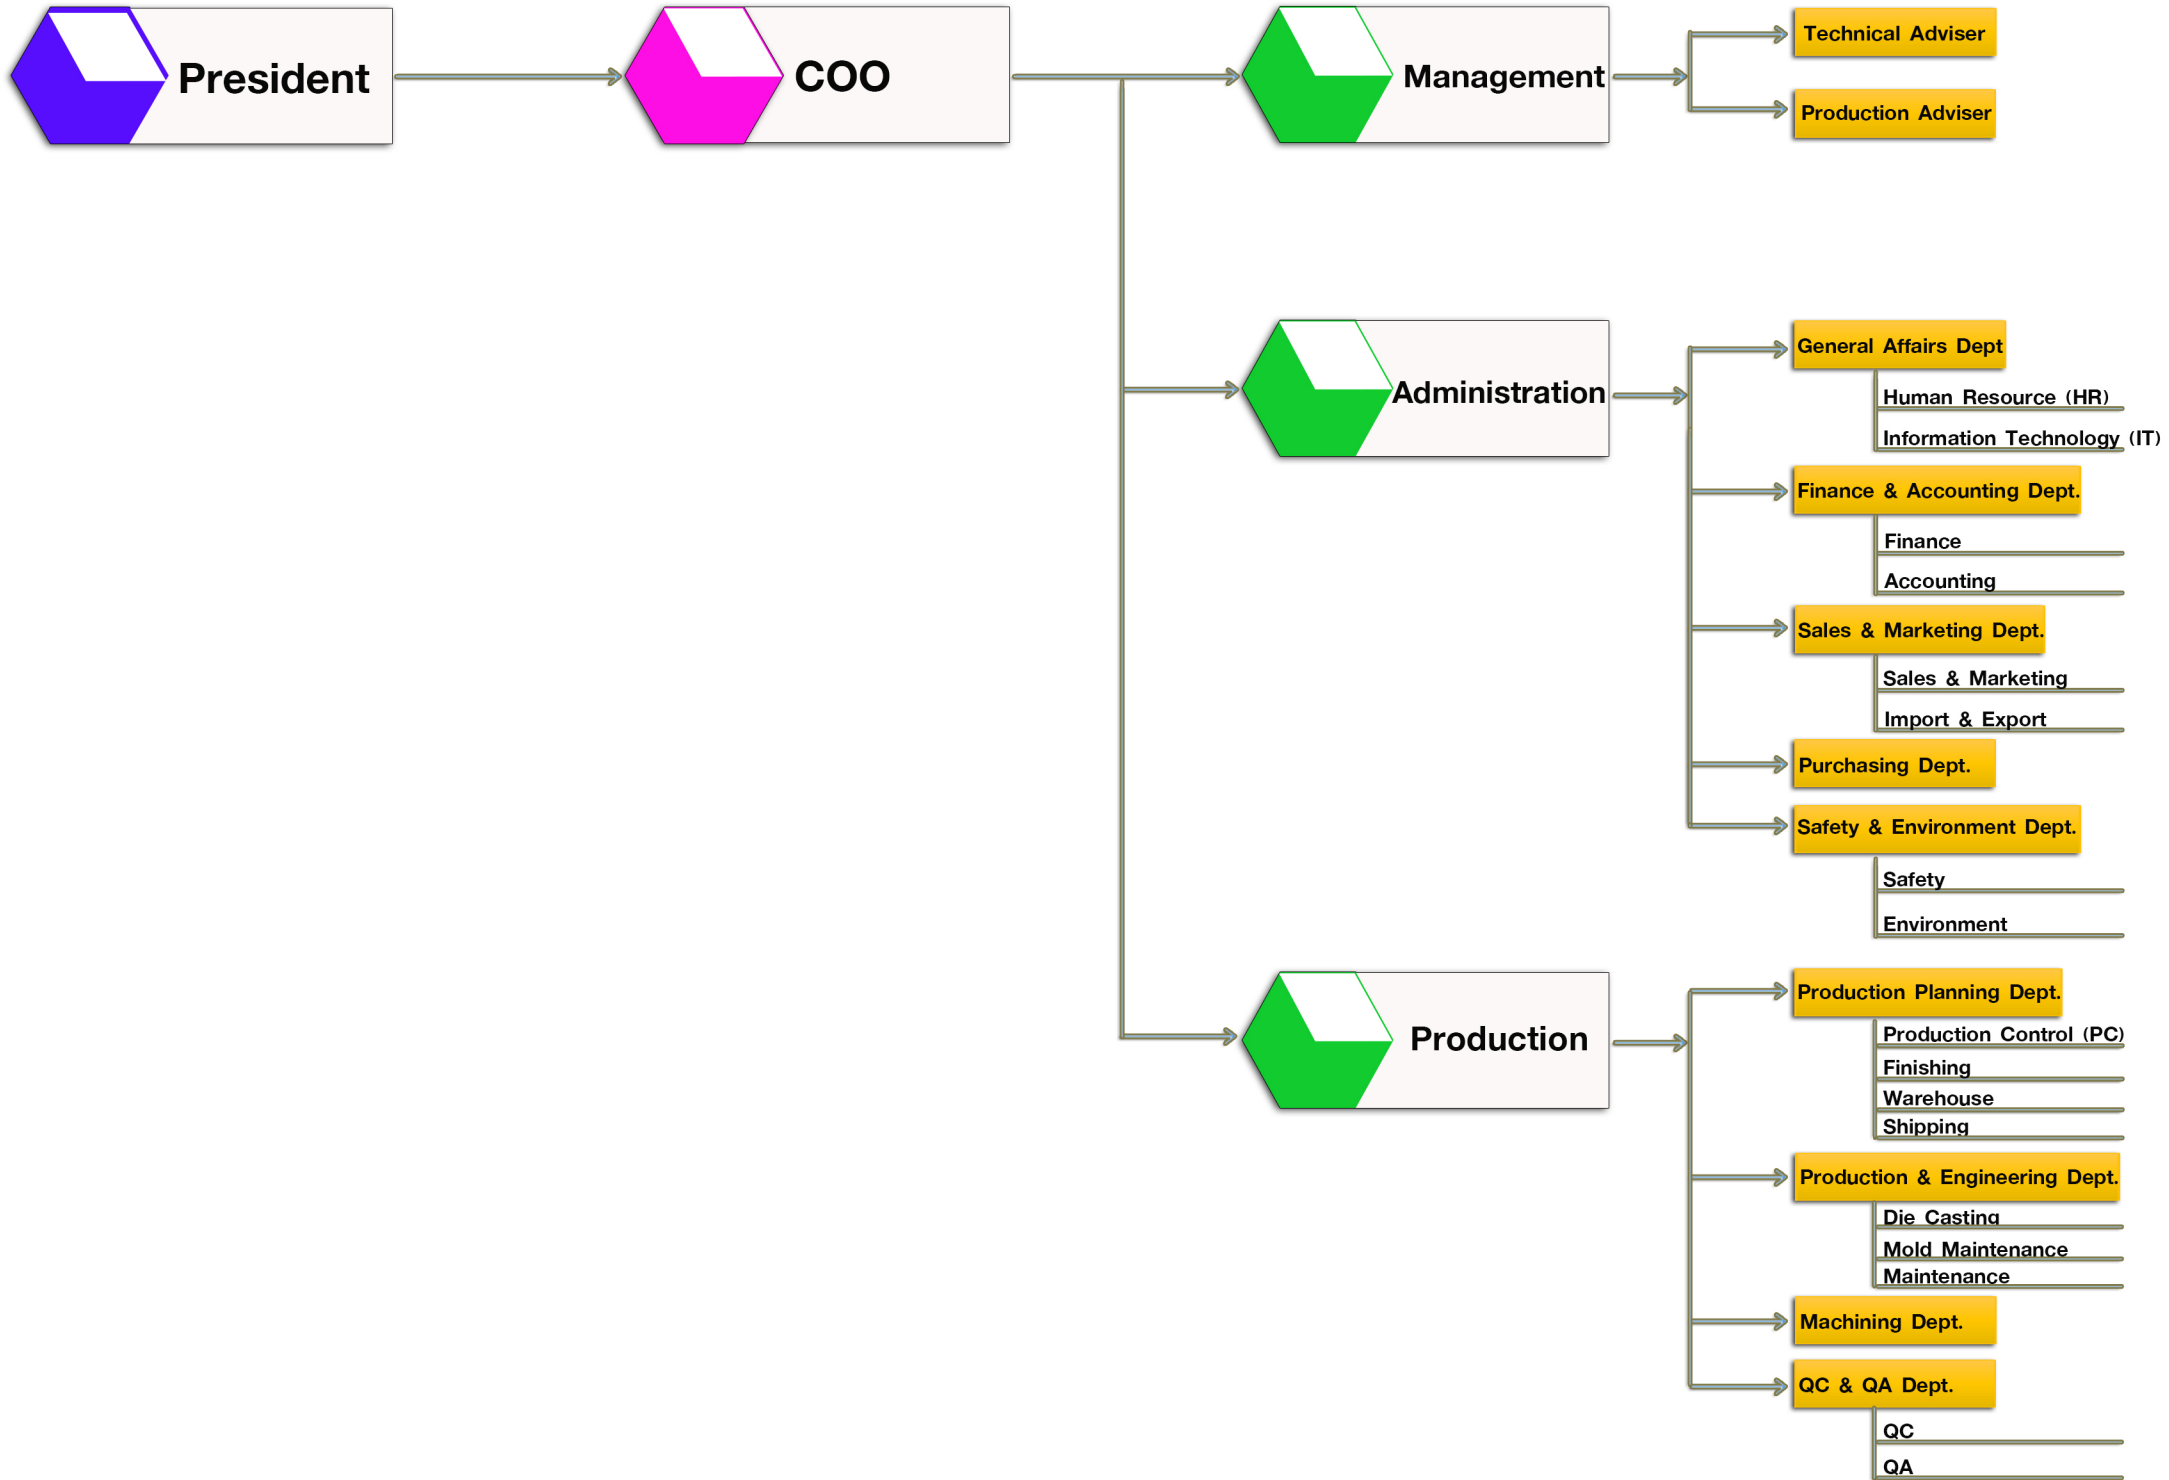 President
COO
Management
Technical Adviser
Production Adviser
Administration
General Affairs Dept
Human Resource (HR)
Information Technology (IT)
Finance & Accounting Dept.
Finance
Accounting
Sales & Marketing Dept.
Sales & Marketing
Import & Export
Purchasing Dept.
Safety & Environment Dept.
Safety
Environment
Production
Production Planning Dept.
Production Control (PC)
Finishing
Warehouse
Shipping
Production & Engineering Dept.
Die Casting
Mold Maintenance
Maintenance
Machining Dept.
QC & QA Dept.
QC
QA